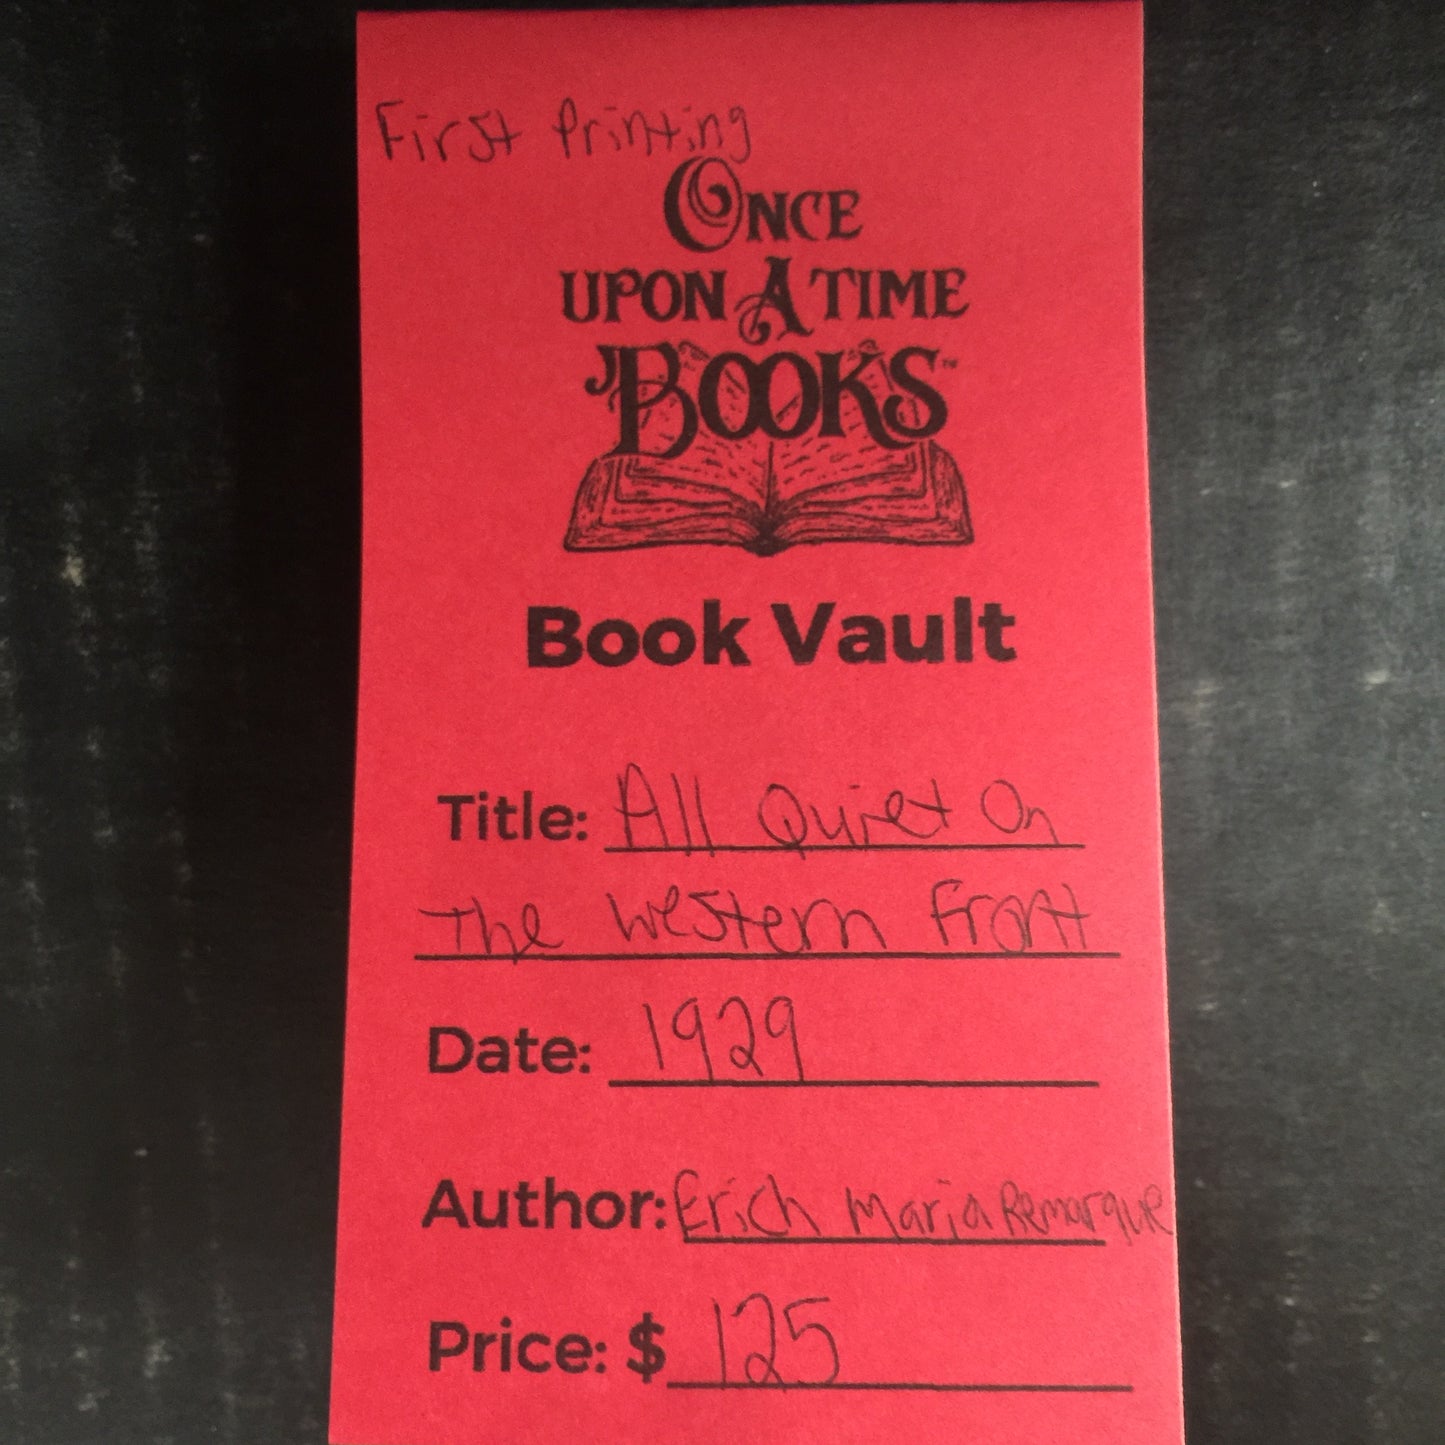 First Printing
ONCE
UPON A TIME
BOOKS™
Book Vault
Title: All Quiet On
The Western Front
Date: 1929
Author: Erich Maria Remarque
Price: $ 125